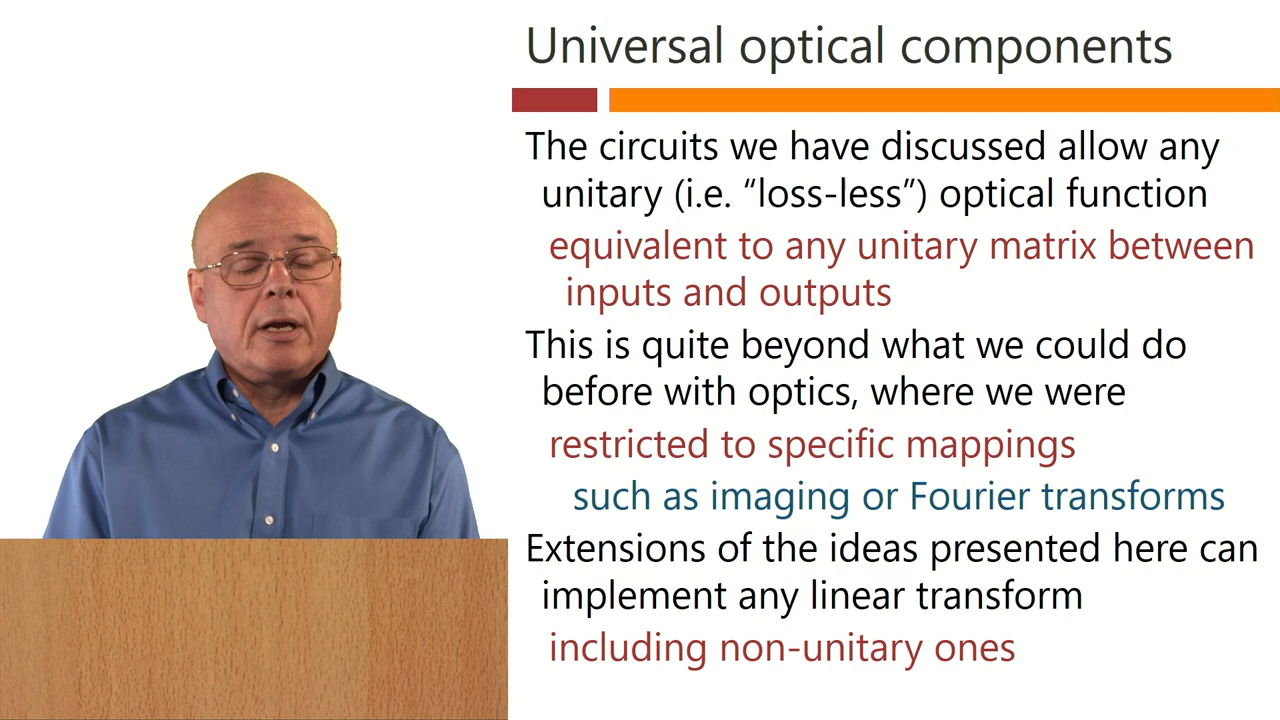 Universal optical components
The circuits we have discussed allow any
unitary (i.e. “loss-less”) optical function
equivalent to any unitary matrix between
inputs and outputs
This is quite beyond what we could do
before with optics, where we were
restricted to specific mappings
such as imaging or Fourier transforms
Extensions of the ideas presented here can
implement any linear transform
including non-unitary ones